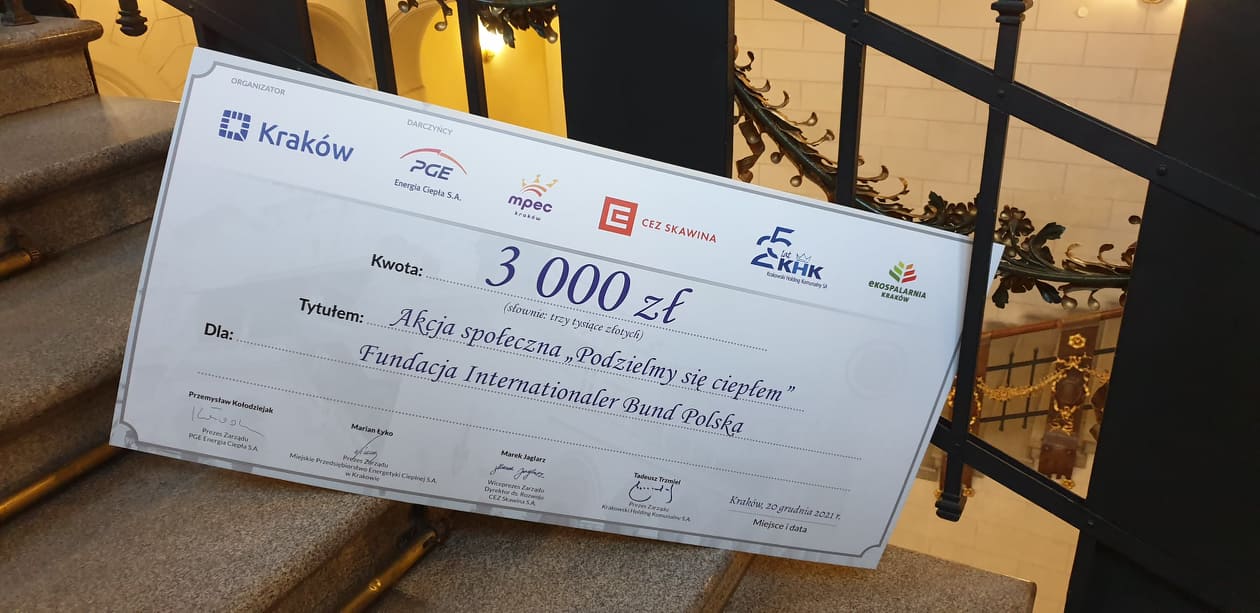 ORGANIZATOR
Kraków
DARCZYŃCY
PGE
Energia Ciepła S.A.
mpec
kraków
CEZ SKAWINA
25 lat KHK
Krakowski Holding Komunalny SA
eKOSPALARNIA
KRAKÓW
Kwota: 3 000 zł
(słownie: trzy tysiące złotych)
Tytułem: Akcja społeczna „Podzielmy się ciepłem”
Dla: Fundacja Internationaler Bund Polska
Przemysław Kołodziejak
Prezes Zarządu
PGE Energia Ciepła S.A.
Marian Łyko
Prezes Zarządu
Miejskie Przedsiębiorstwo Energetyki Cieplnej S.A.
w Krakowie
Marek Jaglarz
Wiceprezes Zarządu
Dyrektor ds. Rozwoju
CEZ Skawina S.A.
Tadeusz Trzmiel
Prezes Zarządu
Krakowski Holding Komunalny S.A.
Kraków, 20 grudnia 2021 r.
Miejsce i data